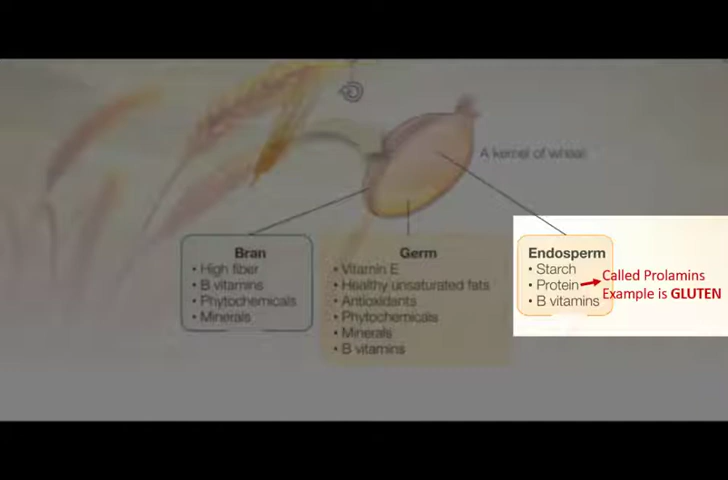 A kernel of wheat
Bran
• High fiber
• B vitamins
• Phytochemicals
• Minerals
Germ
• Vitamin E
• Healthy unsaturated fats
• Antioxidants
• Phytochemicals
• Minerals
• B vitamins
Endosperm
• Starch
• Protein
• B vitamins
Called Prolamins
Example is GLUTEN